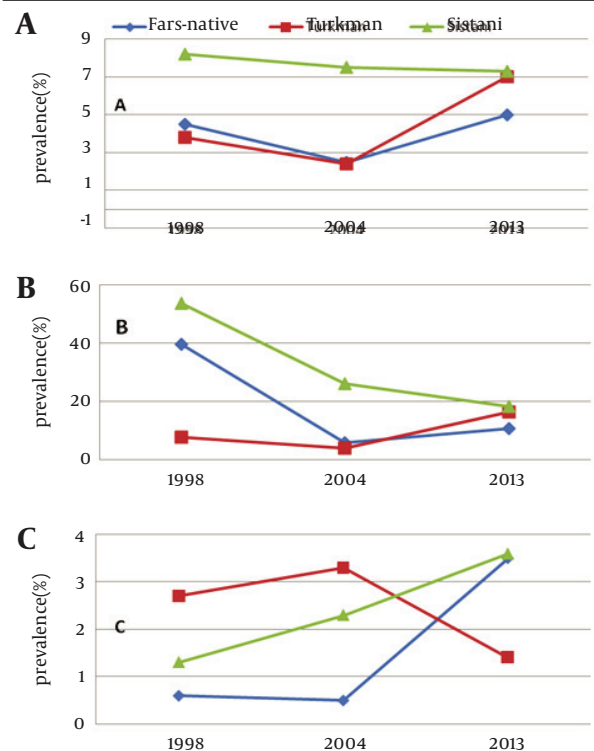 A
Fars-native Turkman Sistani
9
7
5
3
1
-1
prevalence(%)
A
1998 2004 2013
B
60
40
20
0
prevalence(%)
B
1998 2004 2013
C
4
3
2
1
0
prevalence(%)
C
1998 2004 2013